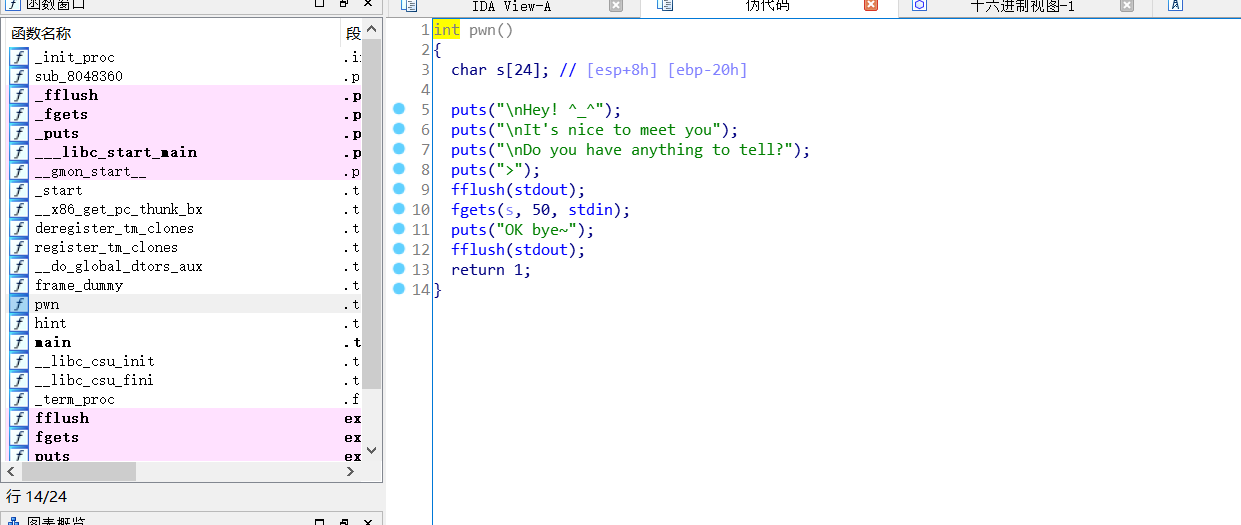 函数窗口
IDA View-A
伪代码
十六进制视图-1
函数名称
段
_init_proc
.i
sub_8048360
.p
_fflush
.p
_fgets
.p
_puts
.p
___libc_start_main
.p
__gmon_start__
.p
_start
.t
__x86_get_pc_thunk_bx
.t
deregister_tm_clones
.t
register_tm_clones
.t
__do_global_dtors_aux
.t
frame_dummy
.t
pwn
.t
hint
.t
main
.t
__libc_csu_init
.t
__libc_csu_fini
.t
_term_proc
.f
fflush
ex
fgets
ex
puts
ex
行 14/24
图表概览
1 int pwn()
2 {
3 char s[24]; // [esp+8h] [ebp-20h]
4
5 puts("\nHey! ^_^");
6 puts("\nIt's nice to meet you");
7 puts("\nDo you have anything to tell?");
8 puts(">");
9 fflush(stdout);
10 fgets(s, 50, stdin);
11 puts("OK bye~");
12 fflush(stdout);
13 return 1;
14 }